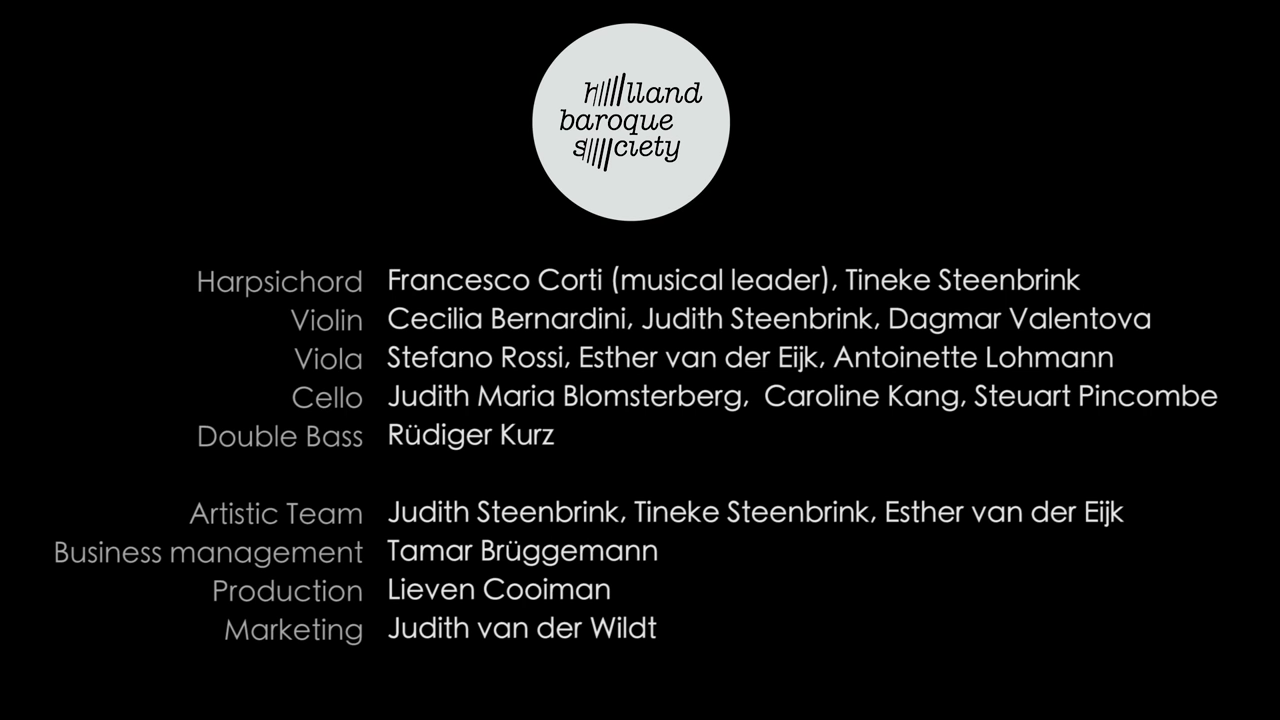 holland
baroque
society
Harpsichord Francesco Corti (musical leader), Tineke Steenbrink
Violin Cecilia Bernardini, Judith Steenbrink, Dagmar Valentova
Viola Stefano Rossi, Esther van der Eijk, Antoinette Lohmann
Cello Judith Maria Blomsterberg, Caroline Kang, Steuart Pincombe
Double Bass Rüdiger Kurz
Artistic Team Judith Steenbrink, Tineke Steenbrink, Esther van der Eijk
Business management Tamar Brüggemann
Production Lieven Cooiman
Marketing Judith van der Wildt